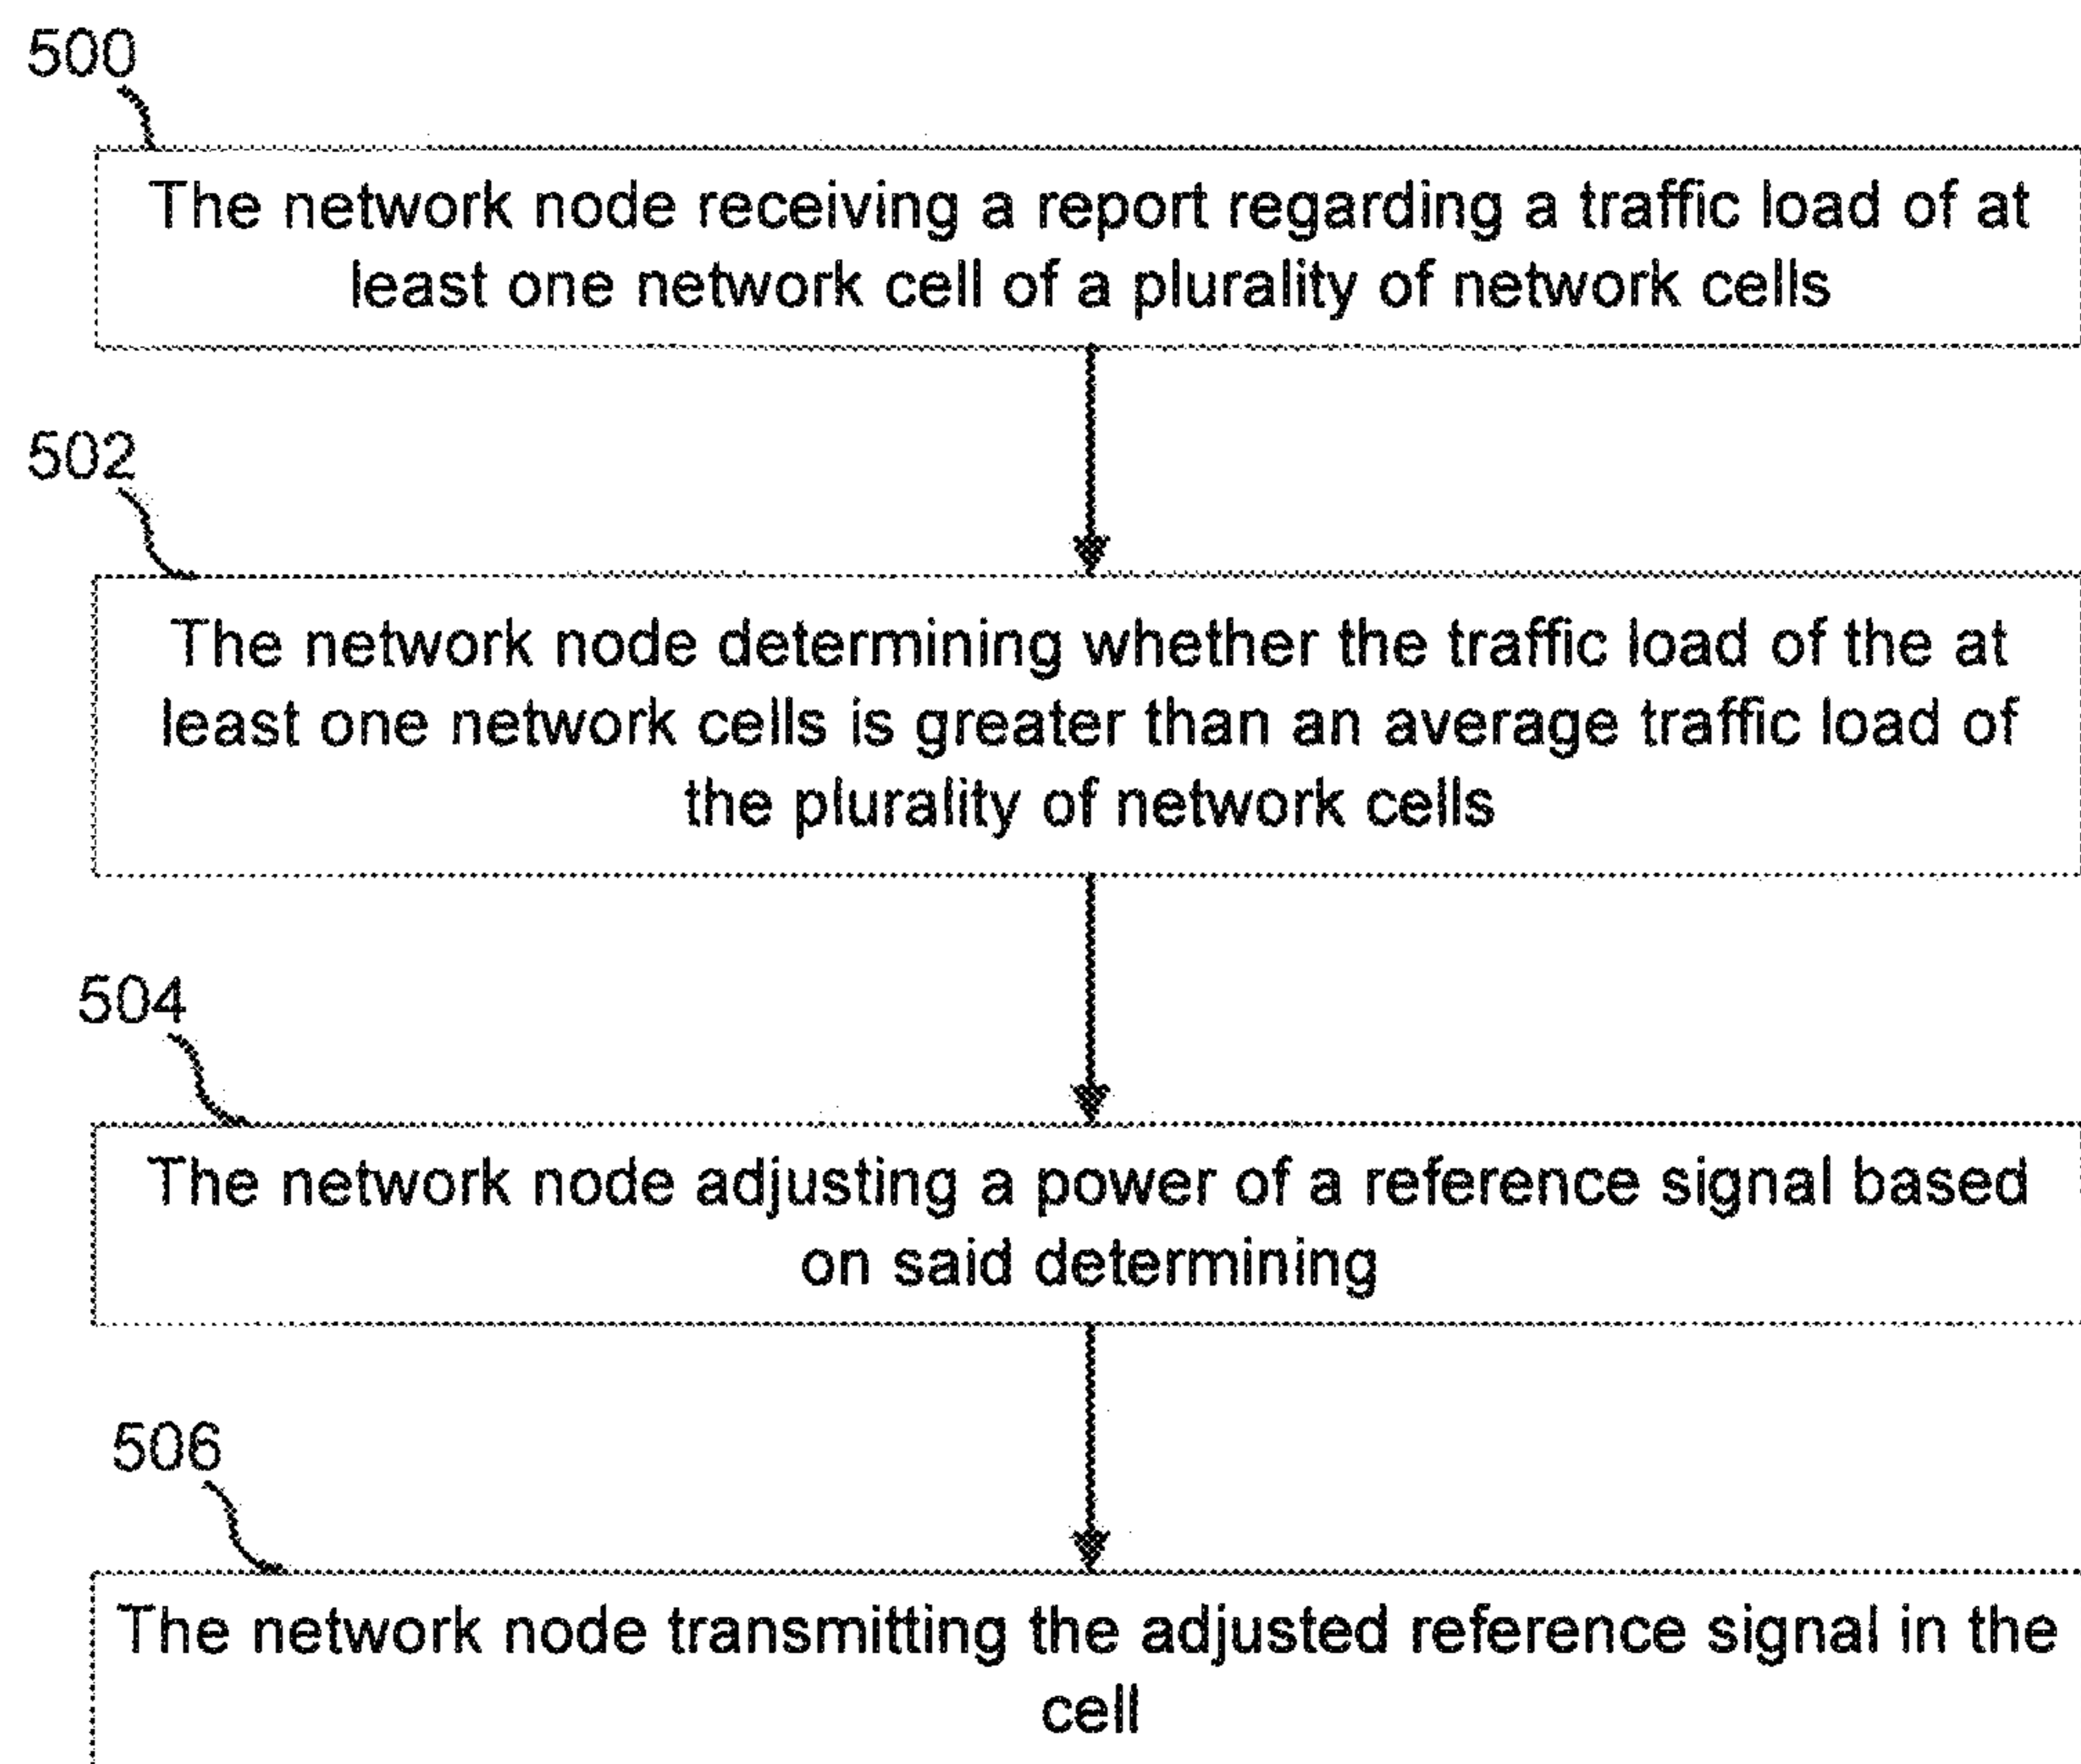 500
The network node receiving a report regarding a traffic load of at
least one network cell of a plurality of network cells
502
The network node determining whether the traffic load of the at
least one network cells is greater than an average traffic load of
the plurality of network cells
504
The network node adjusting a power of a reference signal based
on said determining
506
The network node transmitting the adjusted reference signal in the
cell